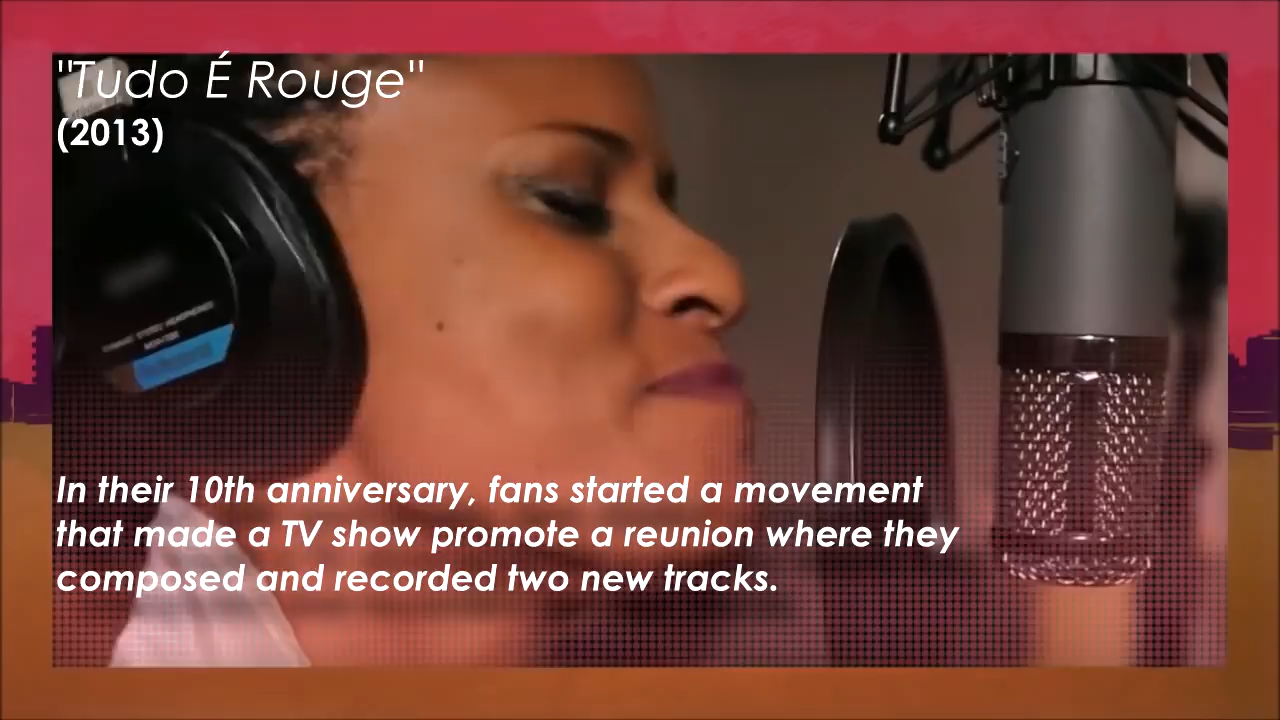 "Tudo É Rouge"
(2013)
In their 10th anniversary, fans started a movement
that made a TV show promote a reunion where they
composed and recorded two new tracks.